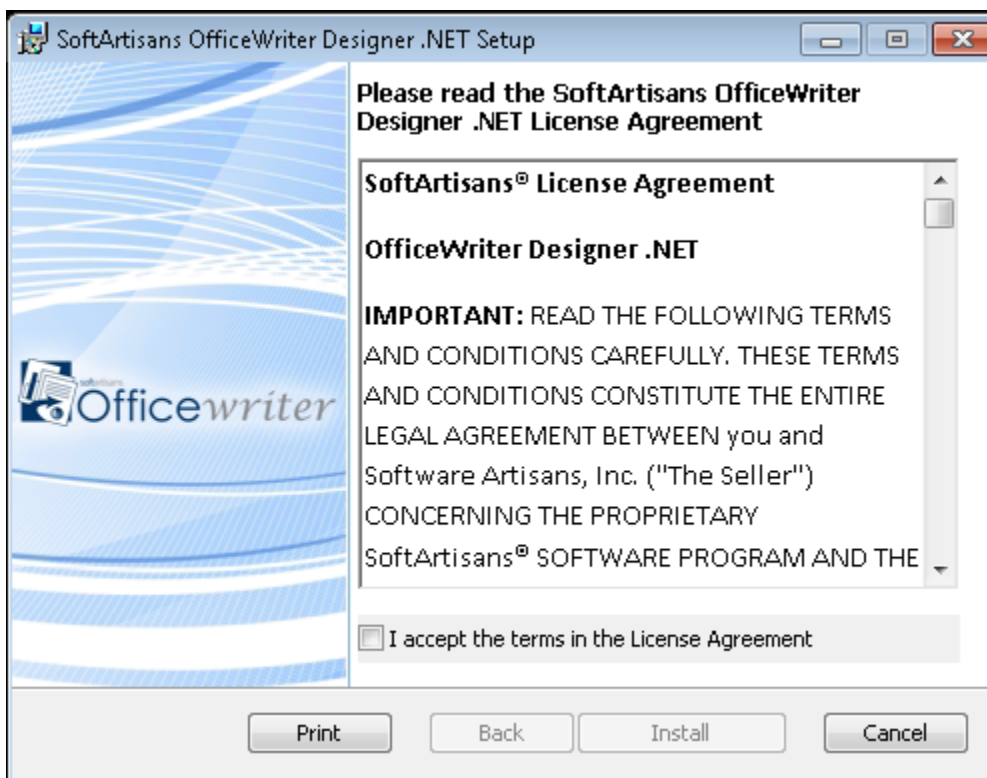 SoftArtisans OfficeWriter Designer .NET Setup
Please read the SoftArtisans OfficeWriter
Designer .NET License Agreement
SoftArtisans® License Agreement
OfficeWriter Designer .NET
IMPORTANT: READ THE FOLLOWING TERMS
AND CONDITIONS CAREFULLY. THESE TERMS
AND CONDITIONS CONSTITUTE THE ENTIRE
LEGAL AGREEMENT BETWEEN you and
Software Artisans, Inc. ("The Seller")
CONCERNING THE PROPRIETARY
SoftArtisans® SOFTWARE PROGRAM AND THE
softartisans
Officewriter
I accept the terms in the License Agreement
Print
Back
Install
Cancel